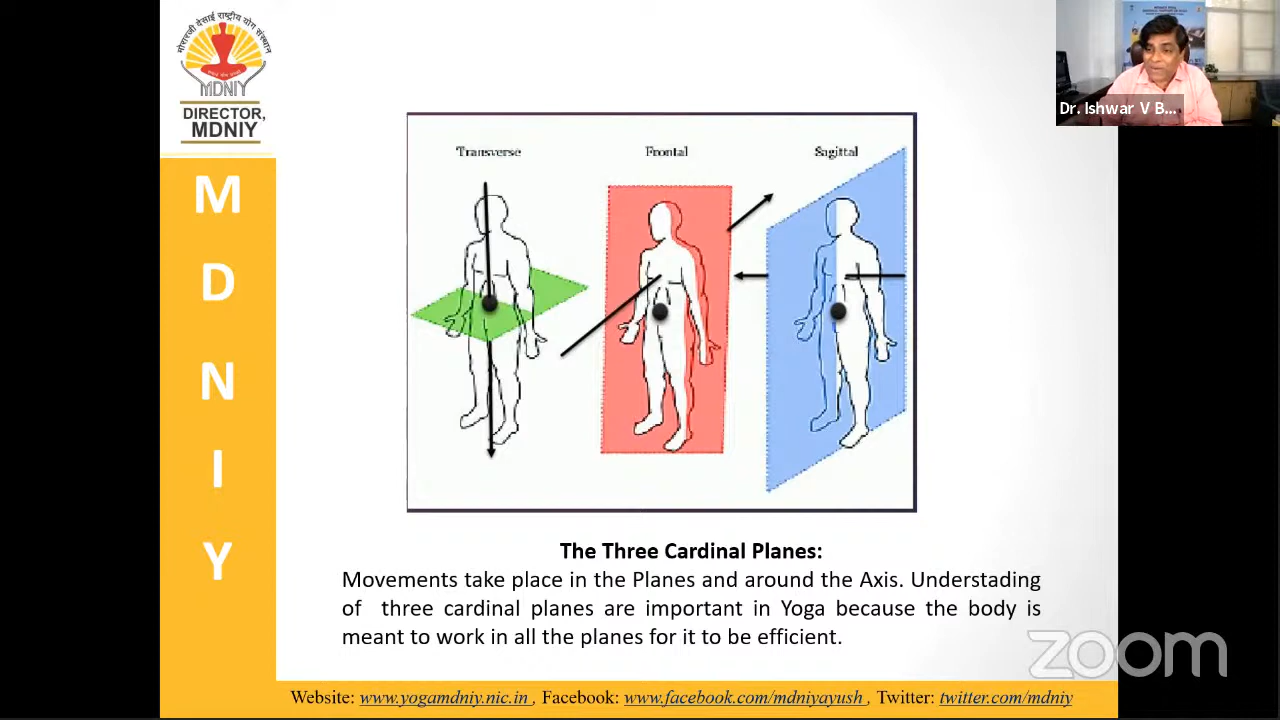 मोरारजी देसाई राष्ट्रीय योग संस्थान
MDNIY
DIRECTOR,
MDNIY
M
D
N
I
Y
Dr. Ishwar V B...
Transverse
Frontal
Sagittal
The Three Cardinal Planes:
Movements take place in the Planes and around the Axis. Understading
of three cardinal planes are important in Yoga because the body is
meant to work in all the planes for it to be efficient.
zoom
Website: www.yogamdniy.nic.in , Facebook: www.facebook.com/mdniyayush , Twitter: twitter.com/mdniy